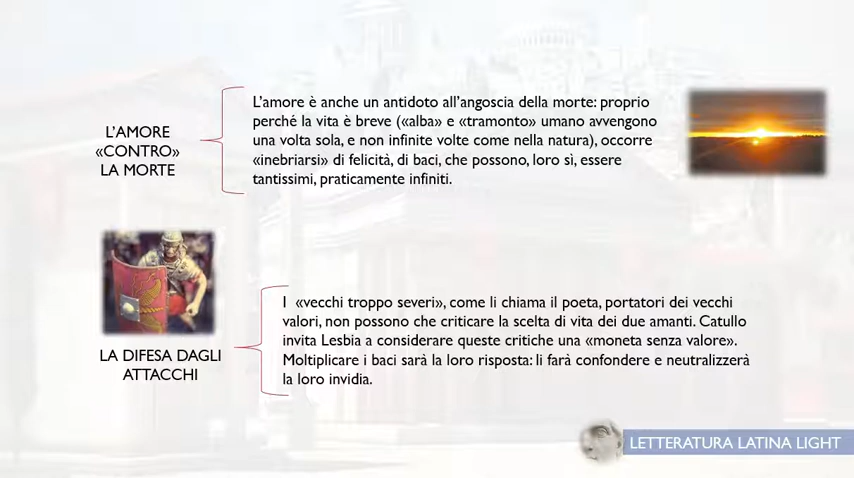 L'AMORE
«CONTRO»
LA MORTE
L'amore è anche un antidoto all'angoscia della morte: proprio
perché la vita è breve («alba» e «tramonto» umano avvengono
una volta sola, e non infinite volte come nella natura), occorre
«inebriarsi» di felicità, di baci, che possono, loro sì, essere
tantissimi, praticamente infiniti.
LA DIFESA DAGLI
ATTACCHI
I «vecchi troppo severi», come li chiama il poeta, portatori dei vecchi
valori, non possono che criticare la scelta di vita dei due amanti. Catullo
invita Lesbia a considerare queste critiche una «moneta senza valore».
Moltiplicare i baci sarà la loro risposta: li farà confondere e neutralizzerà
la loro invidia.
LETTERATURA LATINA LIGHT